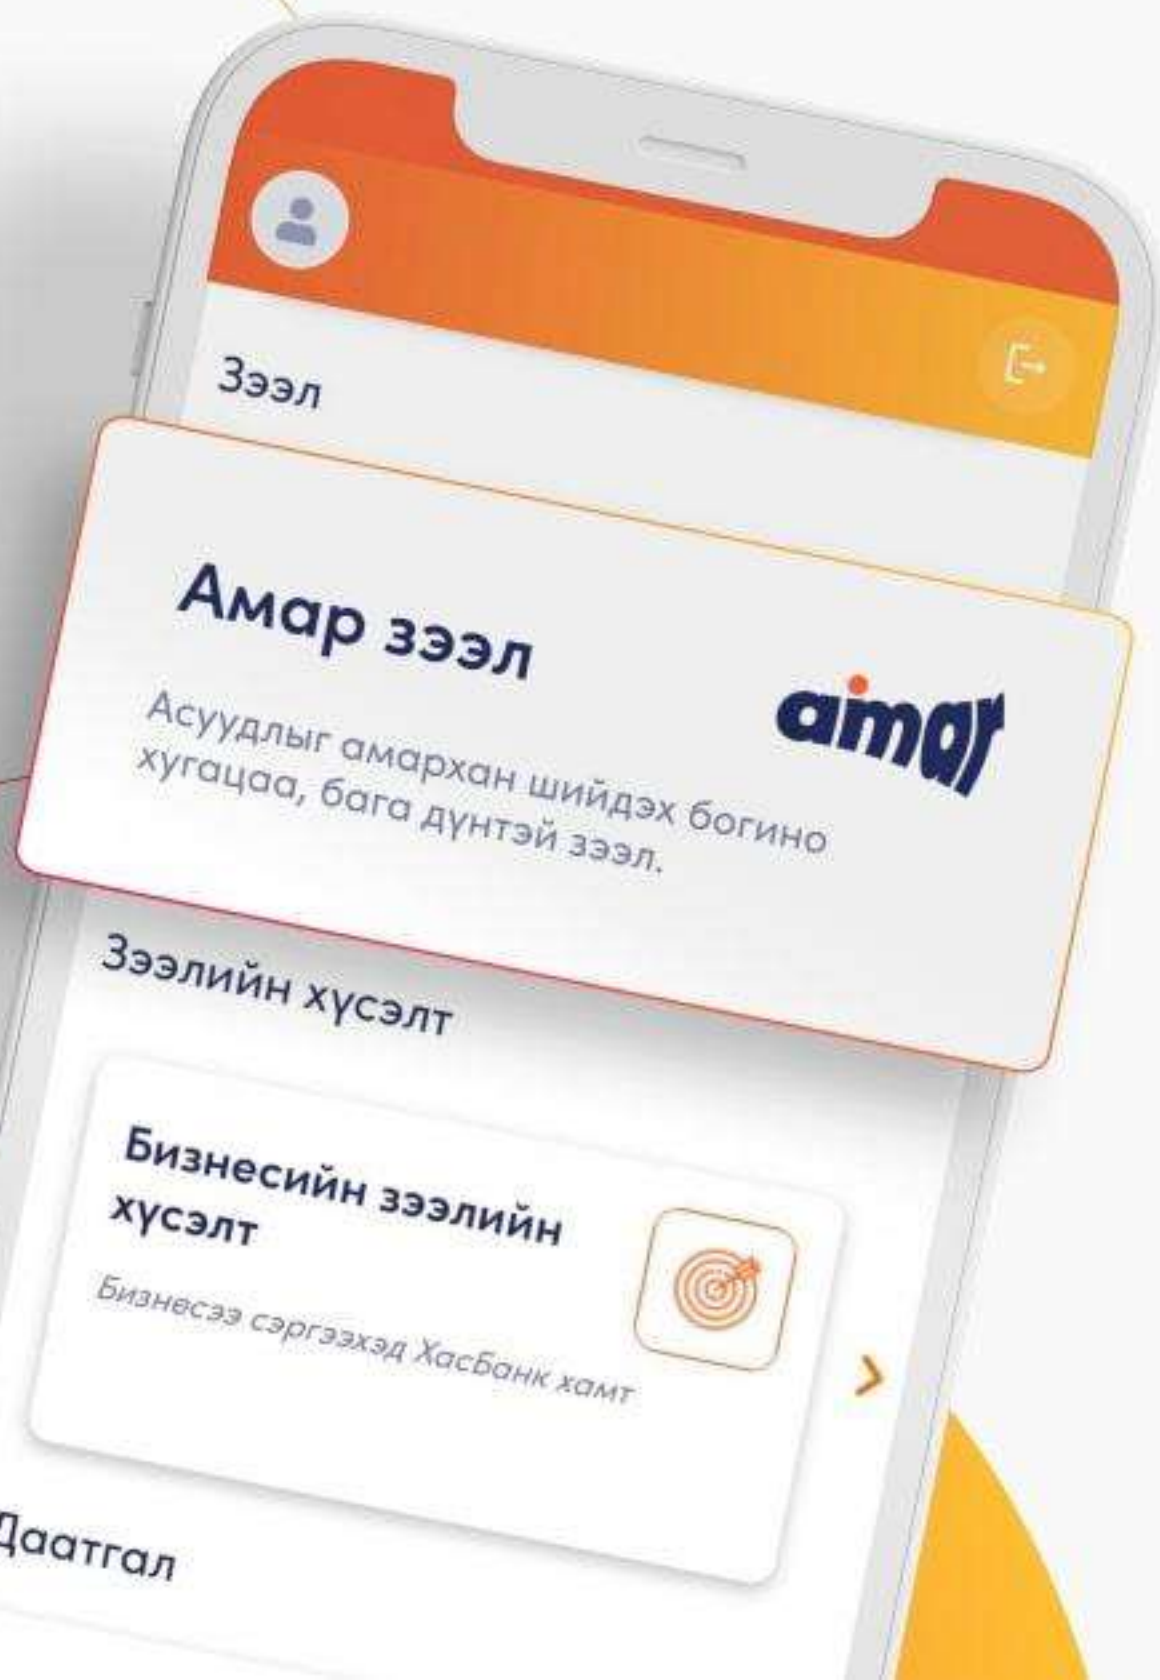 Зээл
Амар зээл
aimar
Асуудлыг амархан шийдэх богино
хугацаа, бага дүнтэй зээл.
Зээлийн хүсэлт
Бизнесийн зээлийн
хүсэлт
Бизнесээ сэргээхэд ХасБанк хамт
Даатгал